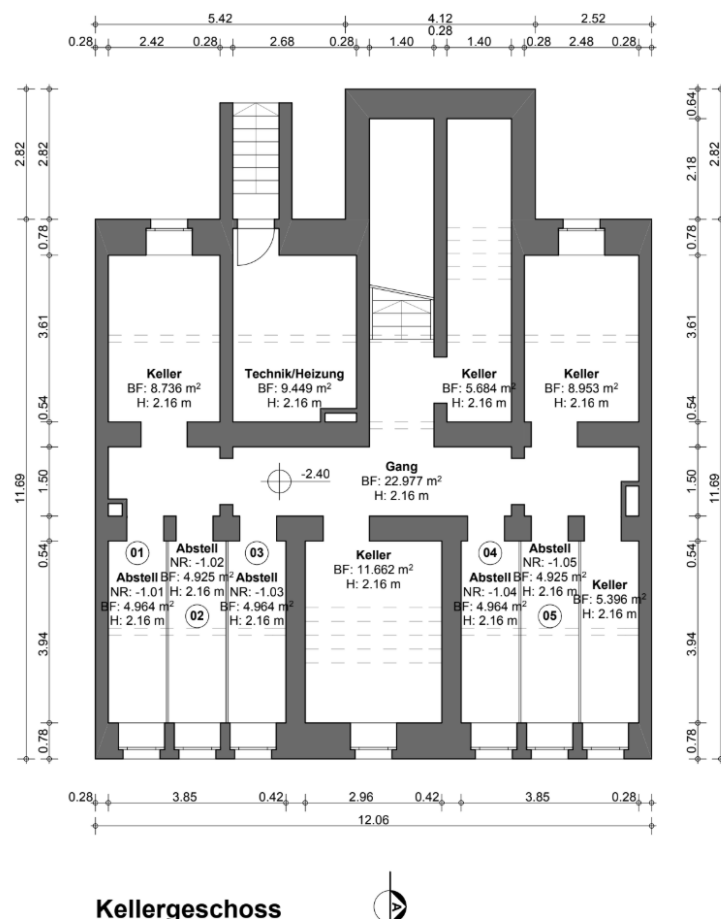 5.42 4.12 2.52
0.28 2.42 0.28 2.68 0.28 1.40 0.28 1.40 0.28 2.48 0.28
2.82 2.82
0.64 2.18 2.82
0.78 0.78
3.61 3.61
Keller
BF: 8.736 m²
H: 2.16 m
Technik/Heizung
BF: 9.449 m²
H: 2.16 m
Keller
BF: 5.684 m²
H: 2.16 m
Keller
BF: 8.953 m²
H: 2.16 m
0.54 0.54
11.69 1.50 1.50 11.69
-2.40
Gang
BF: 22.977 m²
H: 2.16 m
0.54 0.54
01
Abstell
NR: -1.01
BF: 4.964 m²
H: 2.16 m
Abstell
NR: -1.02
BF: 4.925 m²
H: 2.16 m
02
03
Abstell
NR: -1.03
BF: 4.964 m²
H: 2.16 m
Keller
BF: 11.662 m²
H: 2.16 m
04
Abstell
NR: -1.04
BF: 4.964 m²
H: 2.16 m
Abstell
NR: -1.05
BF: 4.925 m²
H: 2.16 m
05
Keller
BF: 5.396 m²
H: 2.16 m
3.94 3.94
0.78 0.78
0.28 3.85 0.42 2.96 0.42 3.85 0.28
12.06
Kellergeschoss
A